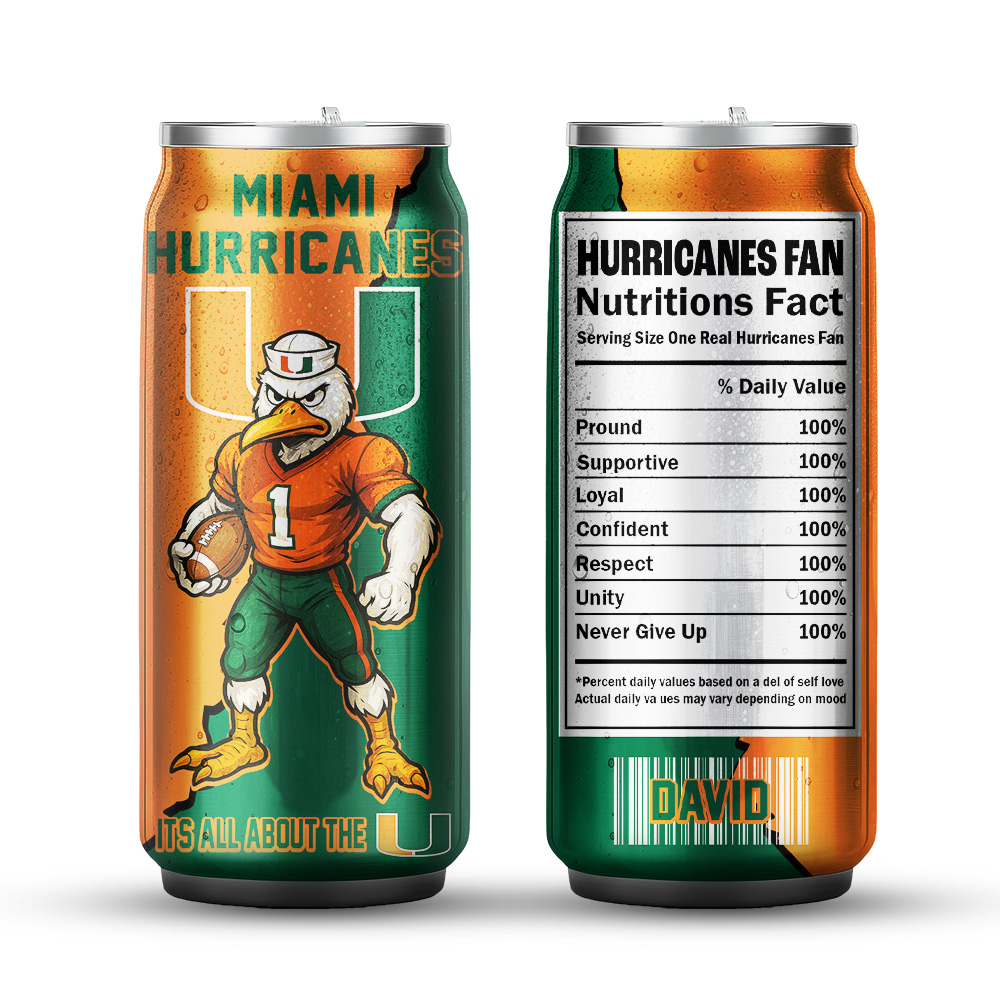 MIAMI
HURRICANES
U
U
1
ITS ALL ABOUT THE U
HURRICANES FAN
Nutritions Fact
Serving Size One Real Hurricanes Fan
% Daily Value
Pround 100%
Supportive 100%
Loyal 100%
Confident 100%
Respect 100%
Unity 100%
Never Give Up 100%
*Percent daily values based on a del of self love
Actual daily va ues may vary depending on mood
DAVID